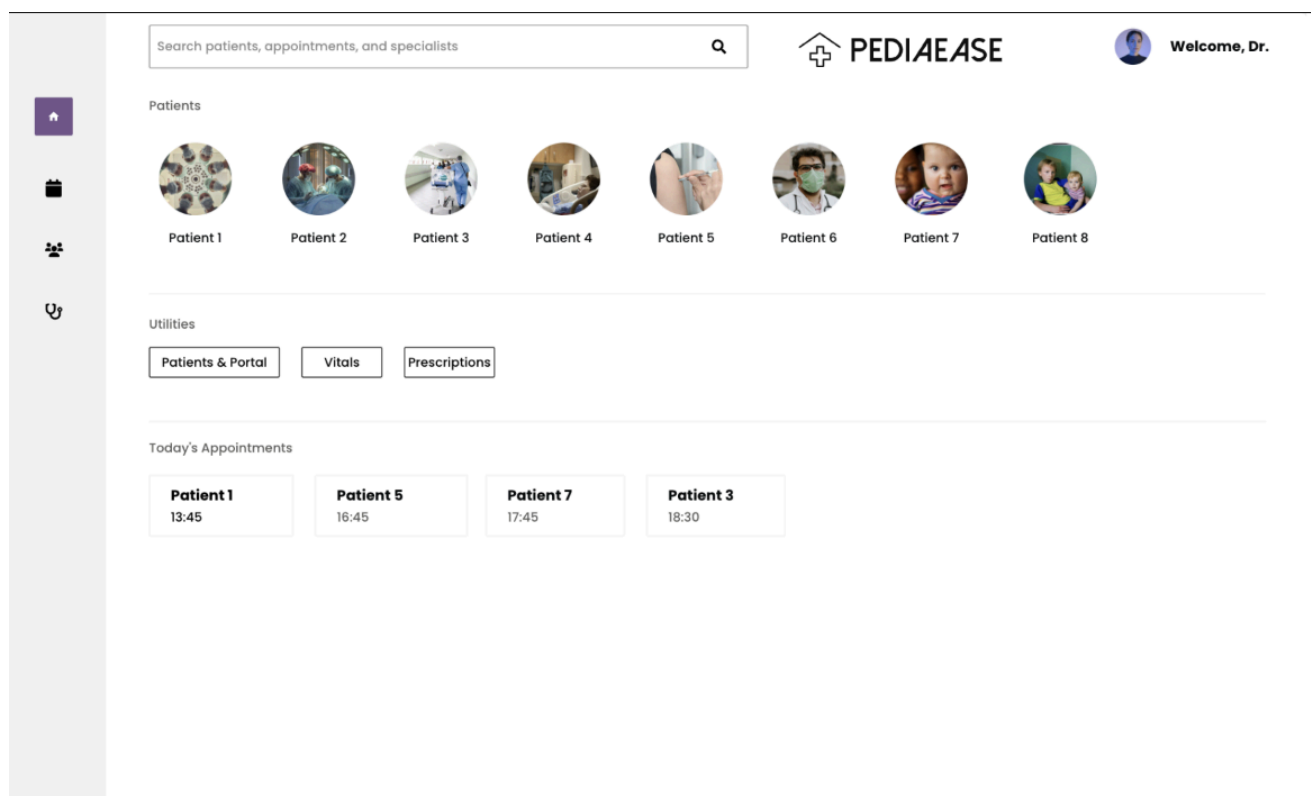 Search patients, appointments, and specialists
PEDIAEASE
Welcome, Dr.
Patients
Patient 1
Patient 2
Patient 3
Patient 4
Patient 5
Patient 6
Patient 7
Patient 8
Utilities
Patients & Portal
Vitals
Prescriptions
Today's Appointments
Patient 1
13:45
Patient 5
16:45
Patient 7
17:45
Patient 3
18:30